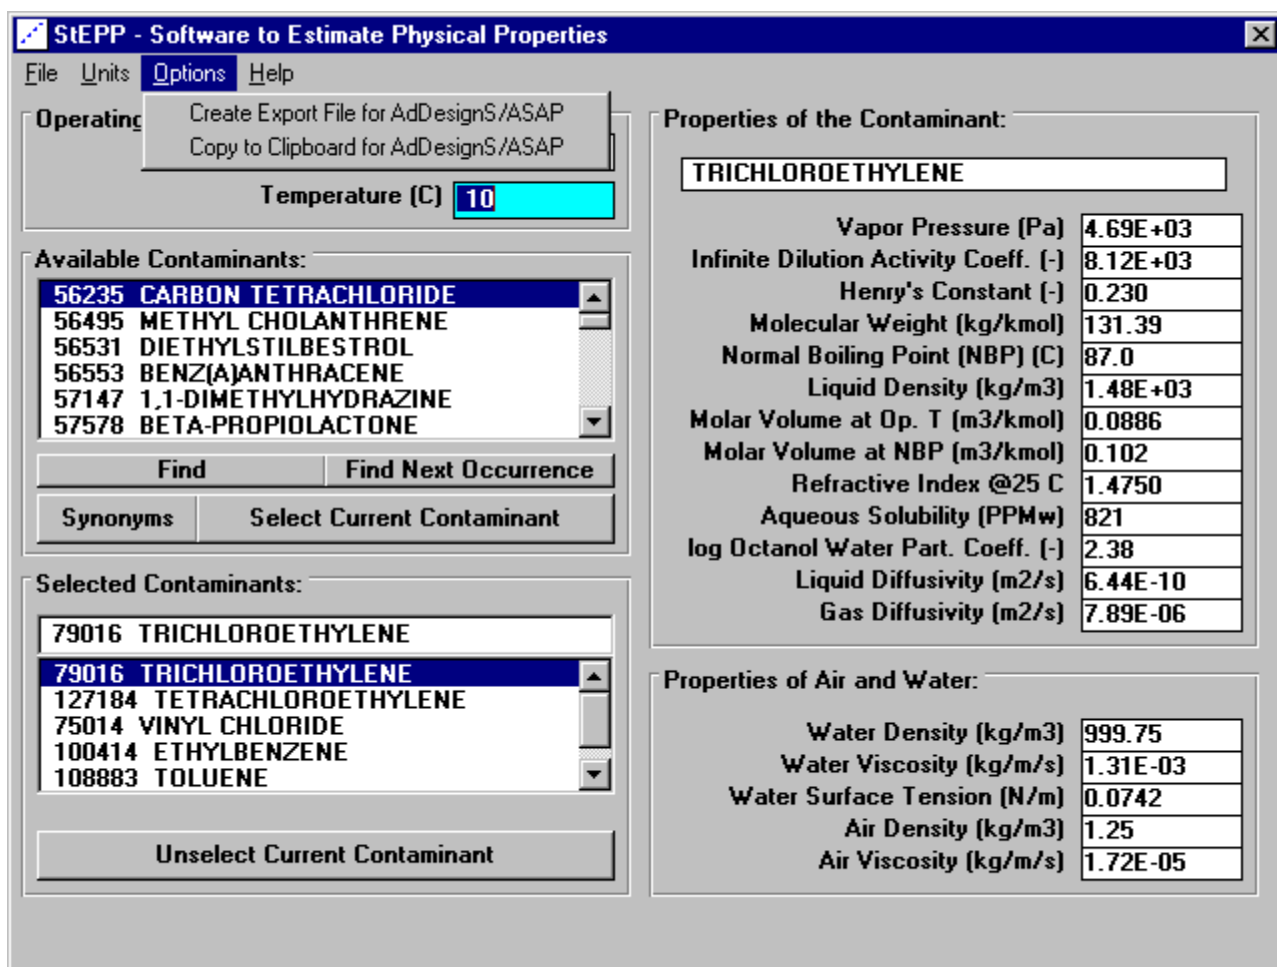 StEPP - Software to Estimate Physical Properties
File Units Options Help
Create Export File for AdDesignS/ASAP
Copy to Clipboard for AdDesignS/ASAP
Operating
Temperature (C) 10
Available Contaminants:
56235 CARBON TETRACHLORIDE
56495 METHYL CHOLANTHRENE
56531 DIETHYLSTILBESTROL
56553 BENZ(A)ANTHRACENE
57147 1,1-DIMETHYLHYDRAZINE
57578 BETA-PROPIOLACTONE
Find Find Next Occurrence
Synonyms Select Current Contaminant
Selected Contaminants:
79016 TRICHLOROETHYLENE
79016 TRICHLOROETHYLENE
127184 TETRACHLOROETHYLENE
75014 VINYL CHLORIDE
100414 ETHYLBENZENE
108883 TOLUENE
Unselect Current Contaminant
Properties of the Contaminant:
TRICHLOROETHYLENE
Vapor Pressure (Pa) 4.69E+03
Infinite Dilution Activity Coeff. (-) 8.12E+03
Henry's Constant (-) 0.230
Molecular Weight (kg/kmol) 131.39
Normal Boiling Point (NBP) (C) 87.0
Liquid Density (kg/m3) 1.48E+03
Molar Volume at Op. T (m3/kmol) 0.0886
Molar Volume at NBP (m3/kmol) 0.102
Refractive Index @25 C 1.4750
Aqueous Solubility (PPMw) 821
log Octanol Water Part. Coeff. (-) 2.38
Liquid Diffusivity (m2/s) 6.44E-10
Gas Diffusivity (m2/s) 7.89E-06
Properties of Air and Water:
Water Density (kg/m3) 999.75
Water Viscosity (kg/m/s) 1.31E-03
Water Surface Tension (N/m) 0.0742
Air Density (kg/m3) 1.25
Air Viscosity (kg/m/s) 1.72E-05